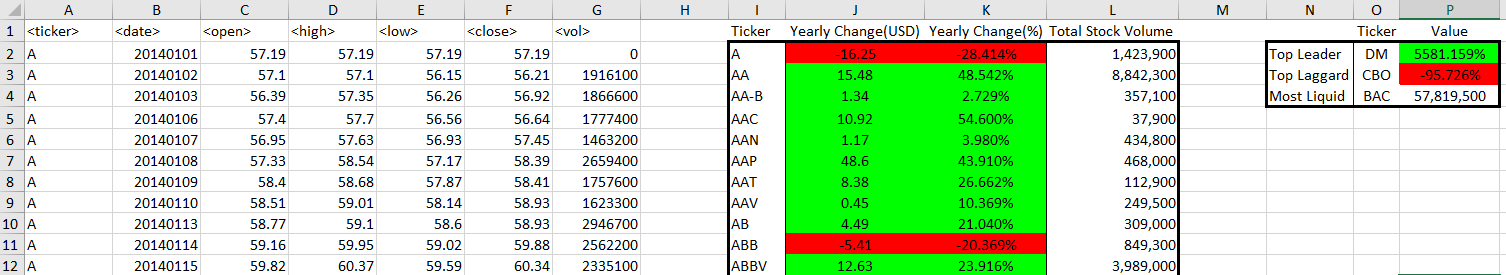 A B C D E F G H I J K L M N O P
1 <ticker> <date> <open> <high> <low> <close> <vol> Ticker Yearly Change(USD) Yearly Change(%) Total Stock Volume Ticker Value
2 A 20140101 57.19 57.19 57.19 57.19 0 A -16.25 -28.414% 1,423,900 Top Leader DM 5581.159%
3 A 20140102 57.1 57.1 56.15 56.21 1916100 AA 15.48 48.542% 8,842,300 Top Laggard CBO -95.726%
4 A 20140103 56.39 57.35 56.26 56.92 1866600 AA-B 1.34 2.729% 357,100 Most Liquid BAC 57,819,500
5 A 20140106 57.4 57.7 56.56 56.64 1777400 AAC 10.92 54.600% 37,900
6 A 20140107 56.95 57.63 56.93 57.45 1463200 AAN 1.17 3.980% 434,800
7 A 20140108 57.33 58.54 57.17 58.39 2659400 AAP 48.6 43.910% 468,000
8 A 20140109 58.4 58.68 57.87 58.41 1757600 AAT 8.38 26.662% 112,900
9 A 20140110 58.51 59.01 58.14 58.93 1623300 AAV 0.45 10.369% 249,500
10 A 20140113 58.77 59.1 58.6 58.93 2946700 AB 4.49 21.040% 309,000
11 A 20140114 59.16 59.95 59.02 59.88 2562200 ABB -5.41 -20.369% 849,300
12 A 20140115 59.82 60.37 59.59 60.34 2335100 ABBV 12.63 23.916% 3,989,000